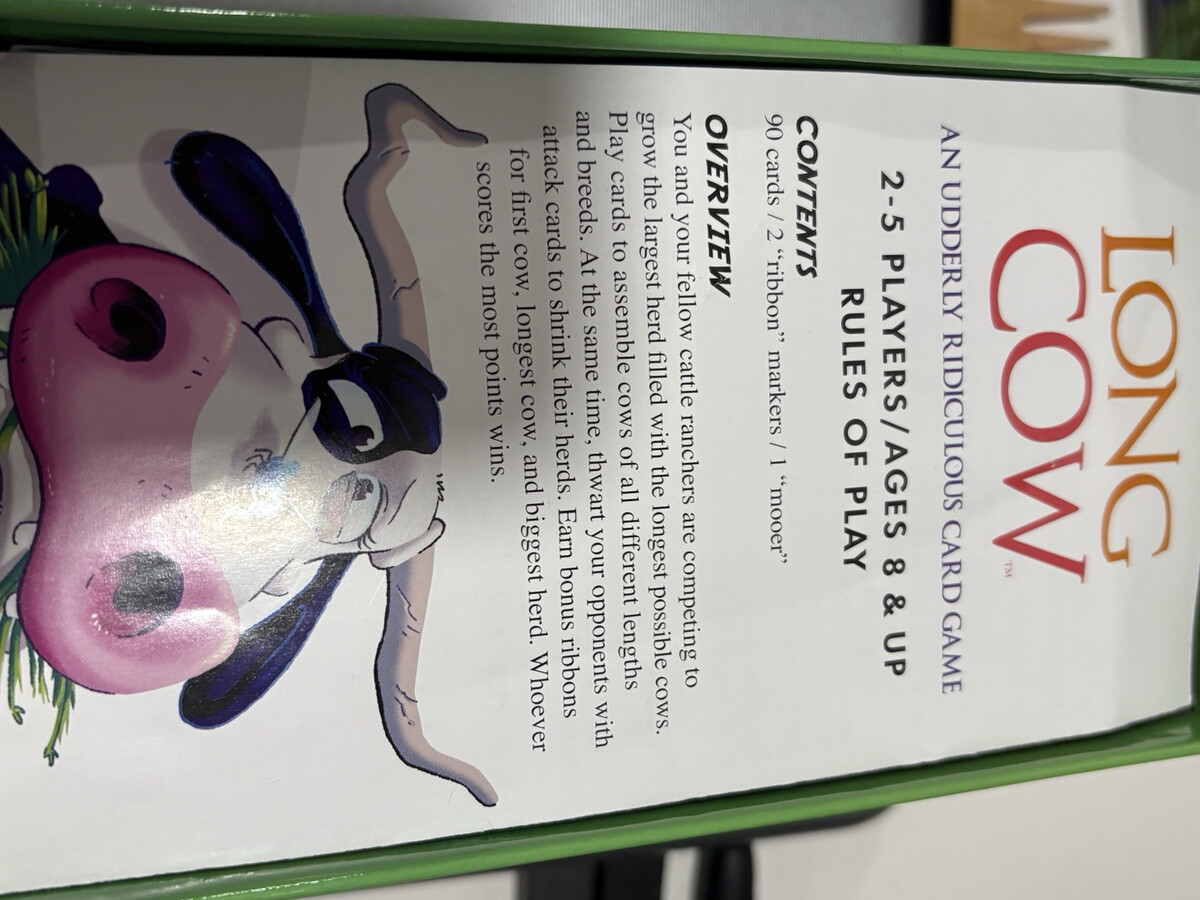 LONG
COW™
AN UDDERLY RIDICULOUS CARD GAME
2-5 PLAYERS/AGES 8 & UP
RULES OF PLAY
CONTENTS
90 cards / 2 “ribbon” markers / 1 “mooer”
OVERVIEW
You and your fellow cattle ranchers are competing to
grow the largest herd filled with the longest possible cows.
Play cards to assemble cows of all different lengths
and breeds. At the same time, thwart your opponents with
attack cards to shrink their herds. Earn bonus ribbons
for first cow, longest cow, and biggest herd. Whoever
scores the most points wins.